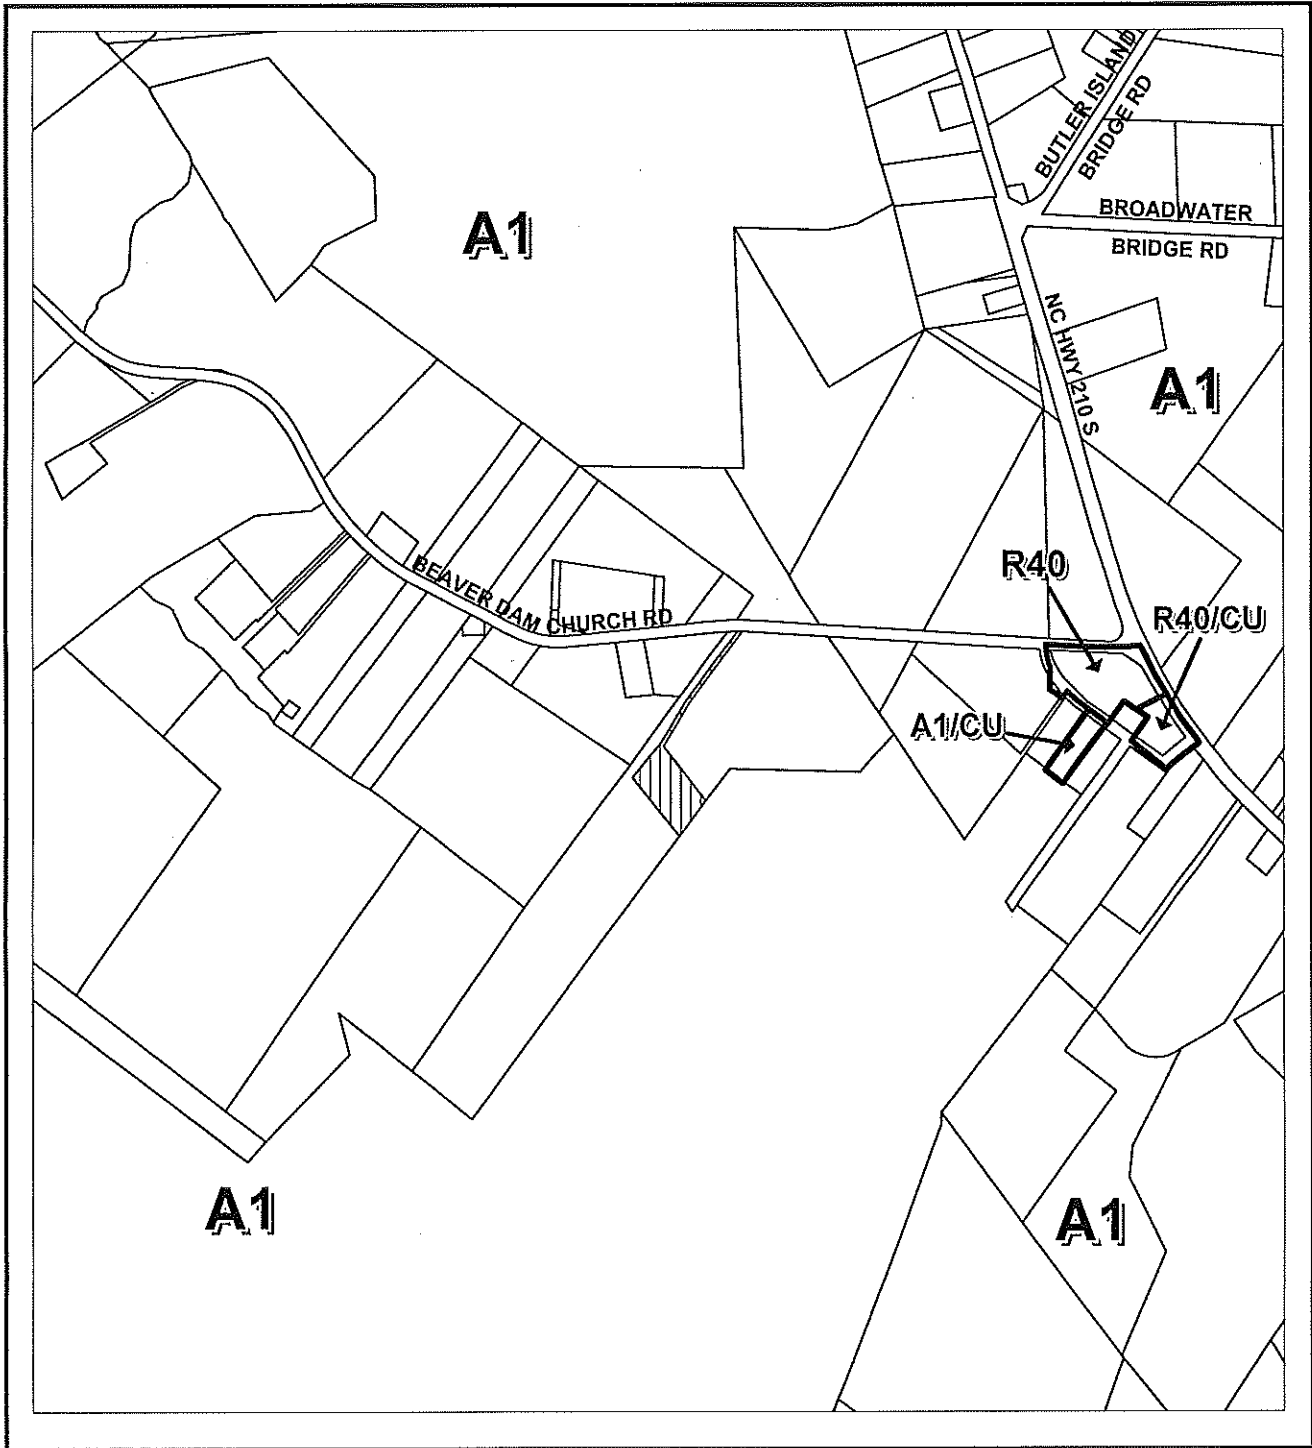 BUTLER ISLAND
BRIDGE RD
BROADWATER
BRIDGE RD
A1
NC HWY 210 S
A1
R40
R40/CU
BEAVER DAM CHURCH RD
A1/CU
A1
A1